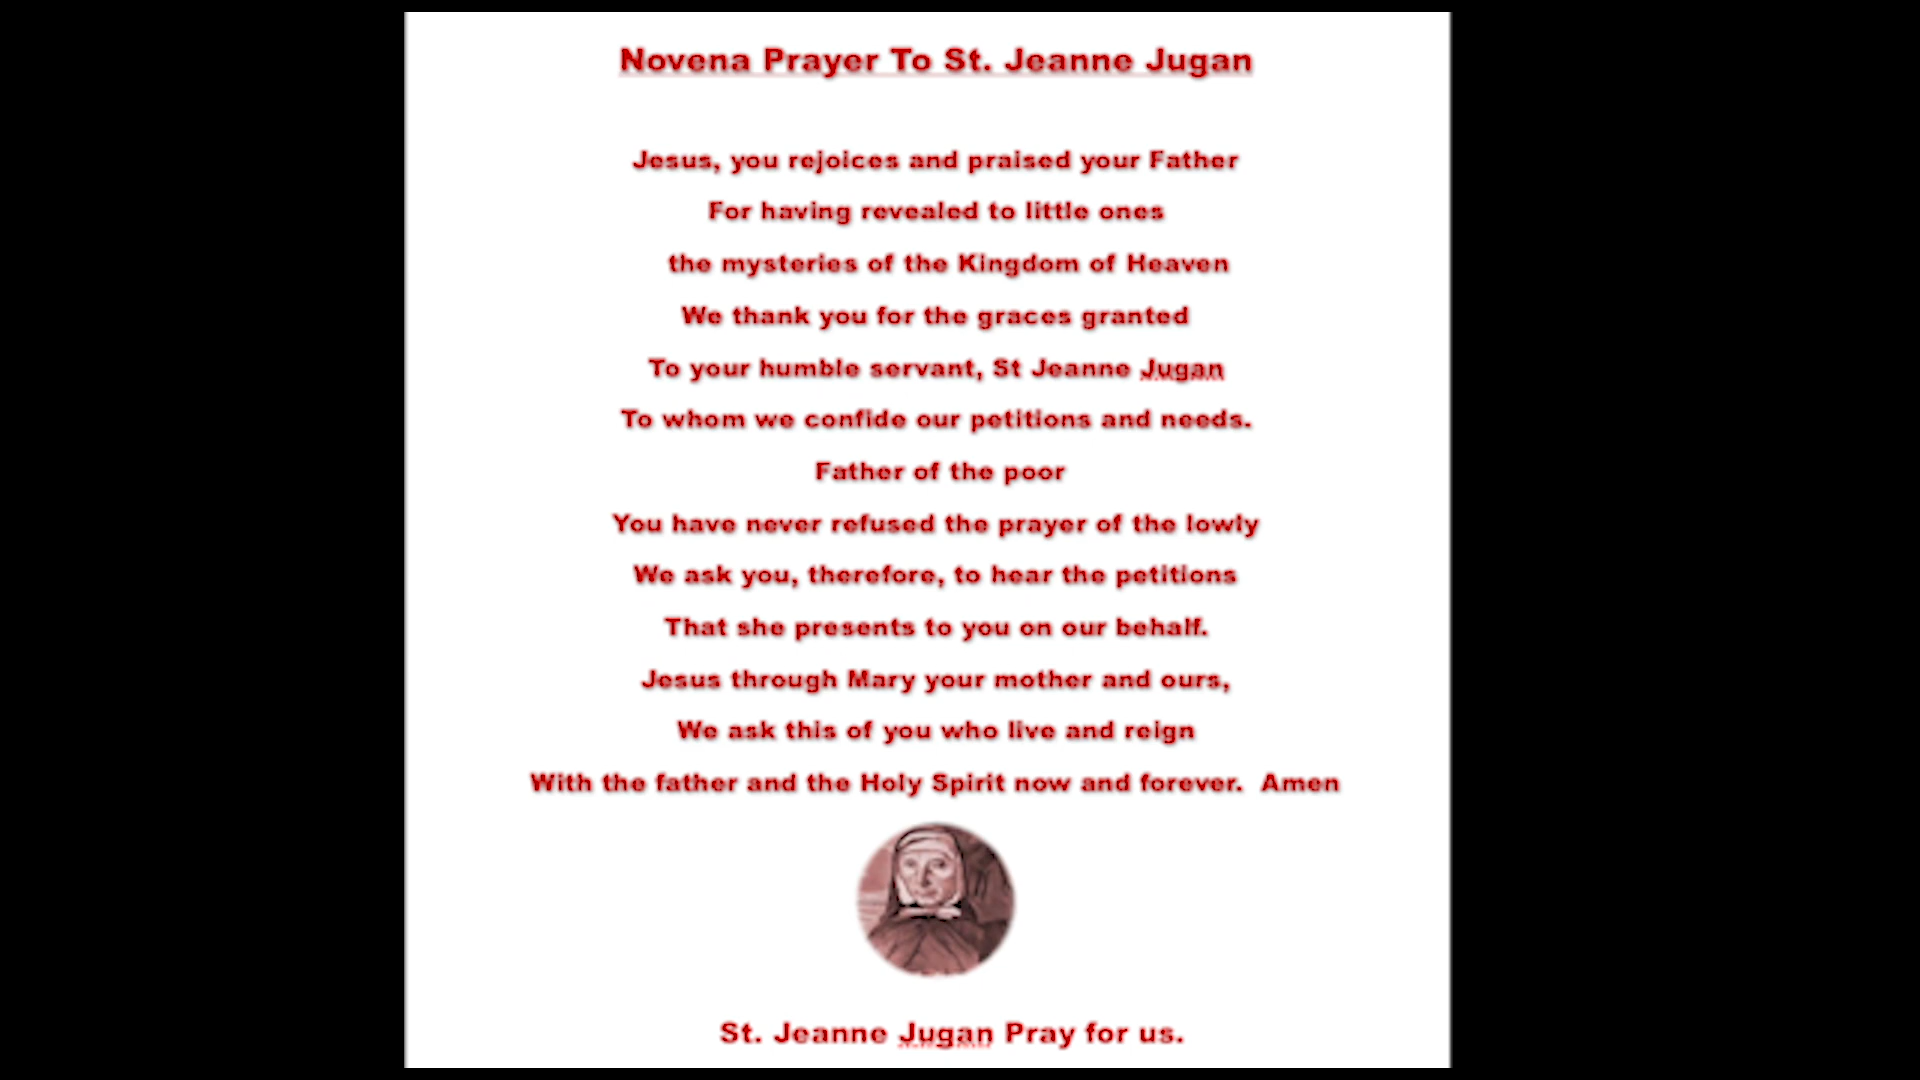 Novena Prayer To St. Jeanne Jugan
Jesus, you rejoices and praised your Father
For having revealed to little ones
the mysteries of the Kingdom of Heaven
We thank you for the graces granted
To your humble servant, St Jeanne Jugan
To whom we confide our petitions and needs.
Father of the poor
You have never refused the prayer of the lowly
We ask you, therefore, to hear the petitions
That she presents to you on our behalf.
Jesus through Mary your mother and ours,
We ask this of you who live and reign
With the father and the Holy Spirit now and forever.  Amen
St. Jeanne Jugan Pray for us.